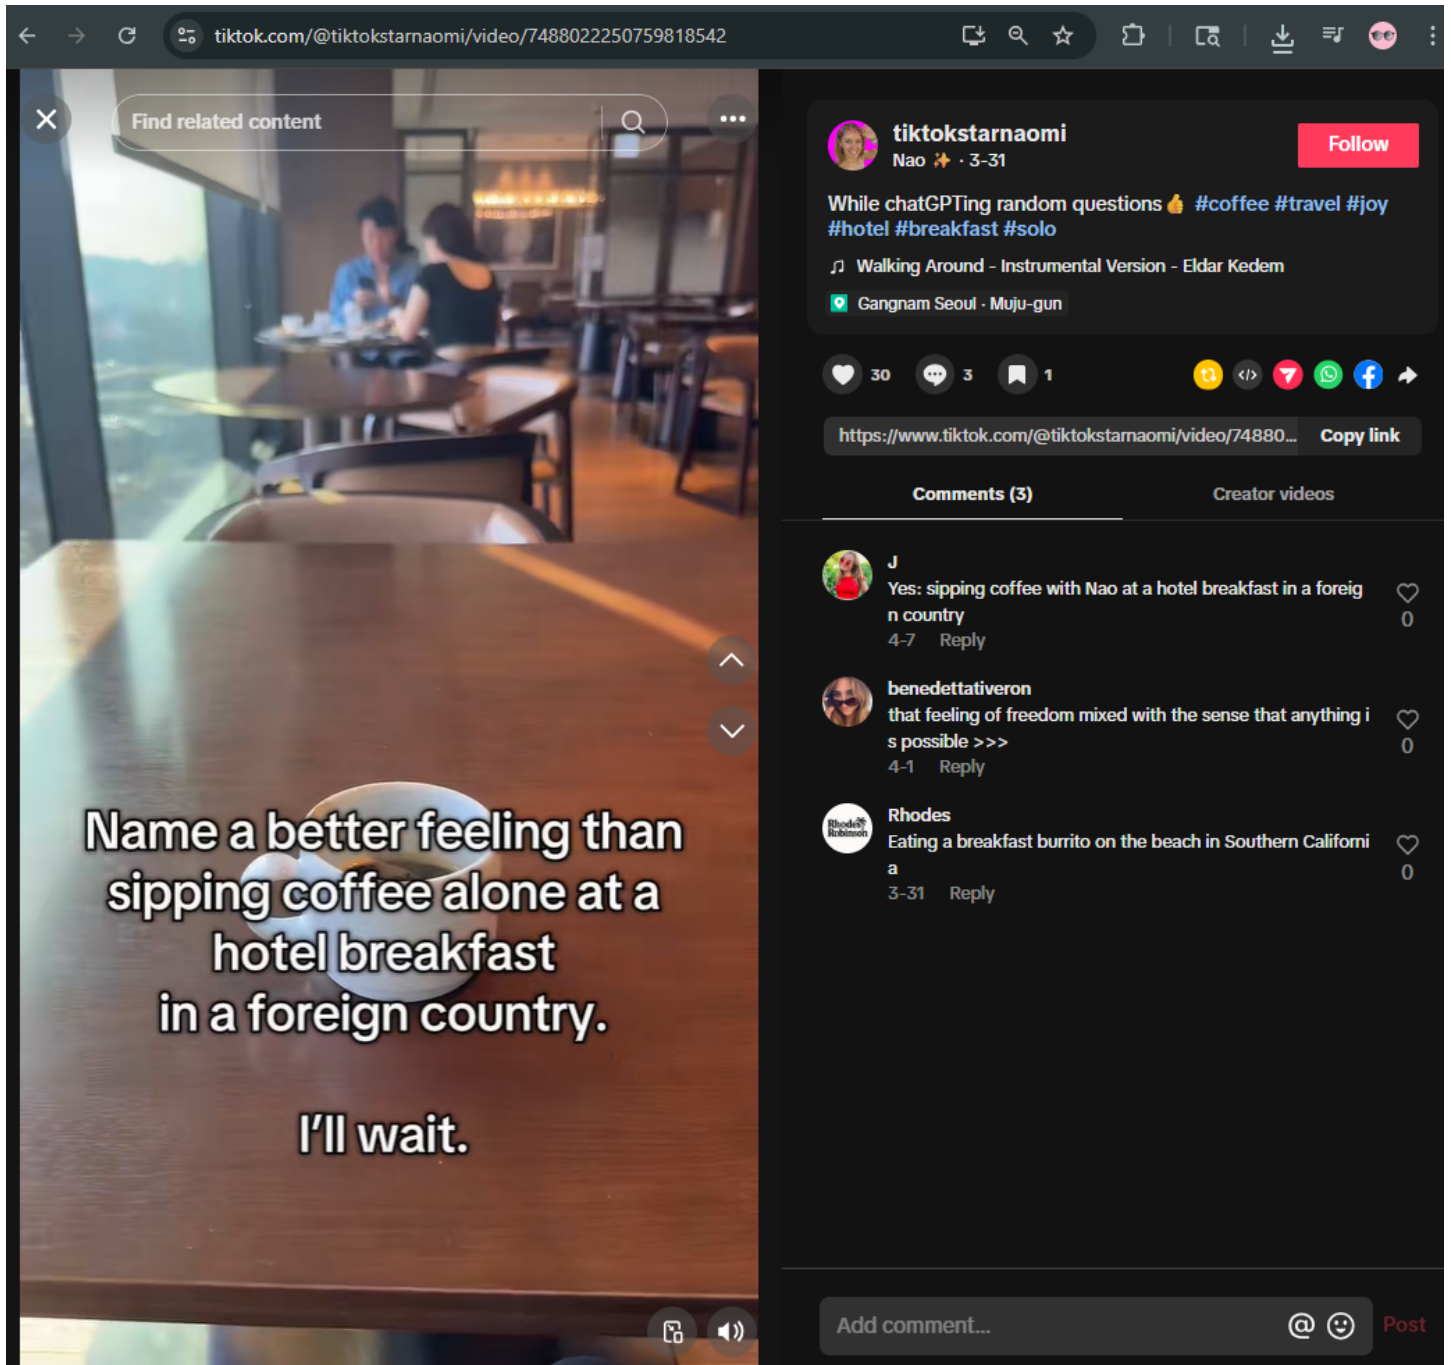 tiktok.com/@tiktokstarnaomi/video/7488022250759818542
Find related content
Name a better feeling than
sipping coffee alone at a
hotel breakfast
in a foreign country.
I'll wait.
tiktokstarnaomi
Nao ✨ · 3-31
Follow
While chatGPTing random questions👍 #coffee #travel #joy
#hotel #breakfast #solo
Walking Around - Instrumental Version - Eldar Kedem
Gangnam Seoul · Muju-gun
30
3
1
https://www.tiktok.com/@tiktokstarnaomi/video/74880...
Copy link
Comments (3)
Creator videos
J
Yes: sipping coffee with Nao at a hotel breakfast in a foreig
n country
0
4-7 Reply
benedettativeron
that feeling of freedom mixed with the sense that anything i
s possible >>>
0
4-1 Reply
Rhodes Robinson
Rhodes
Eating a breakfast burrito on the beach in Southern Californi
a
0
3-31 Reply
Add comment...
Post